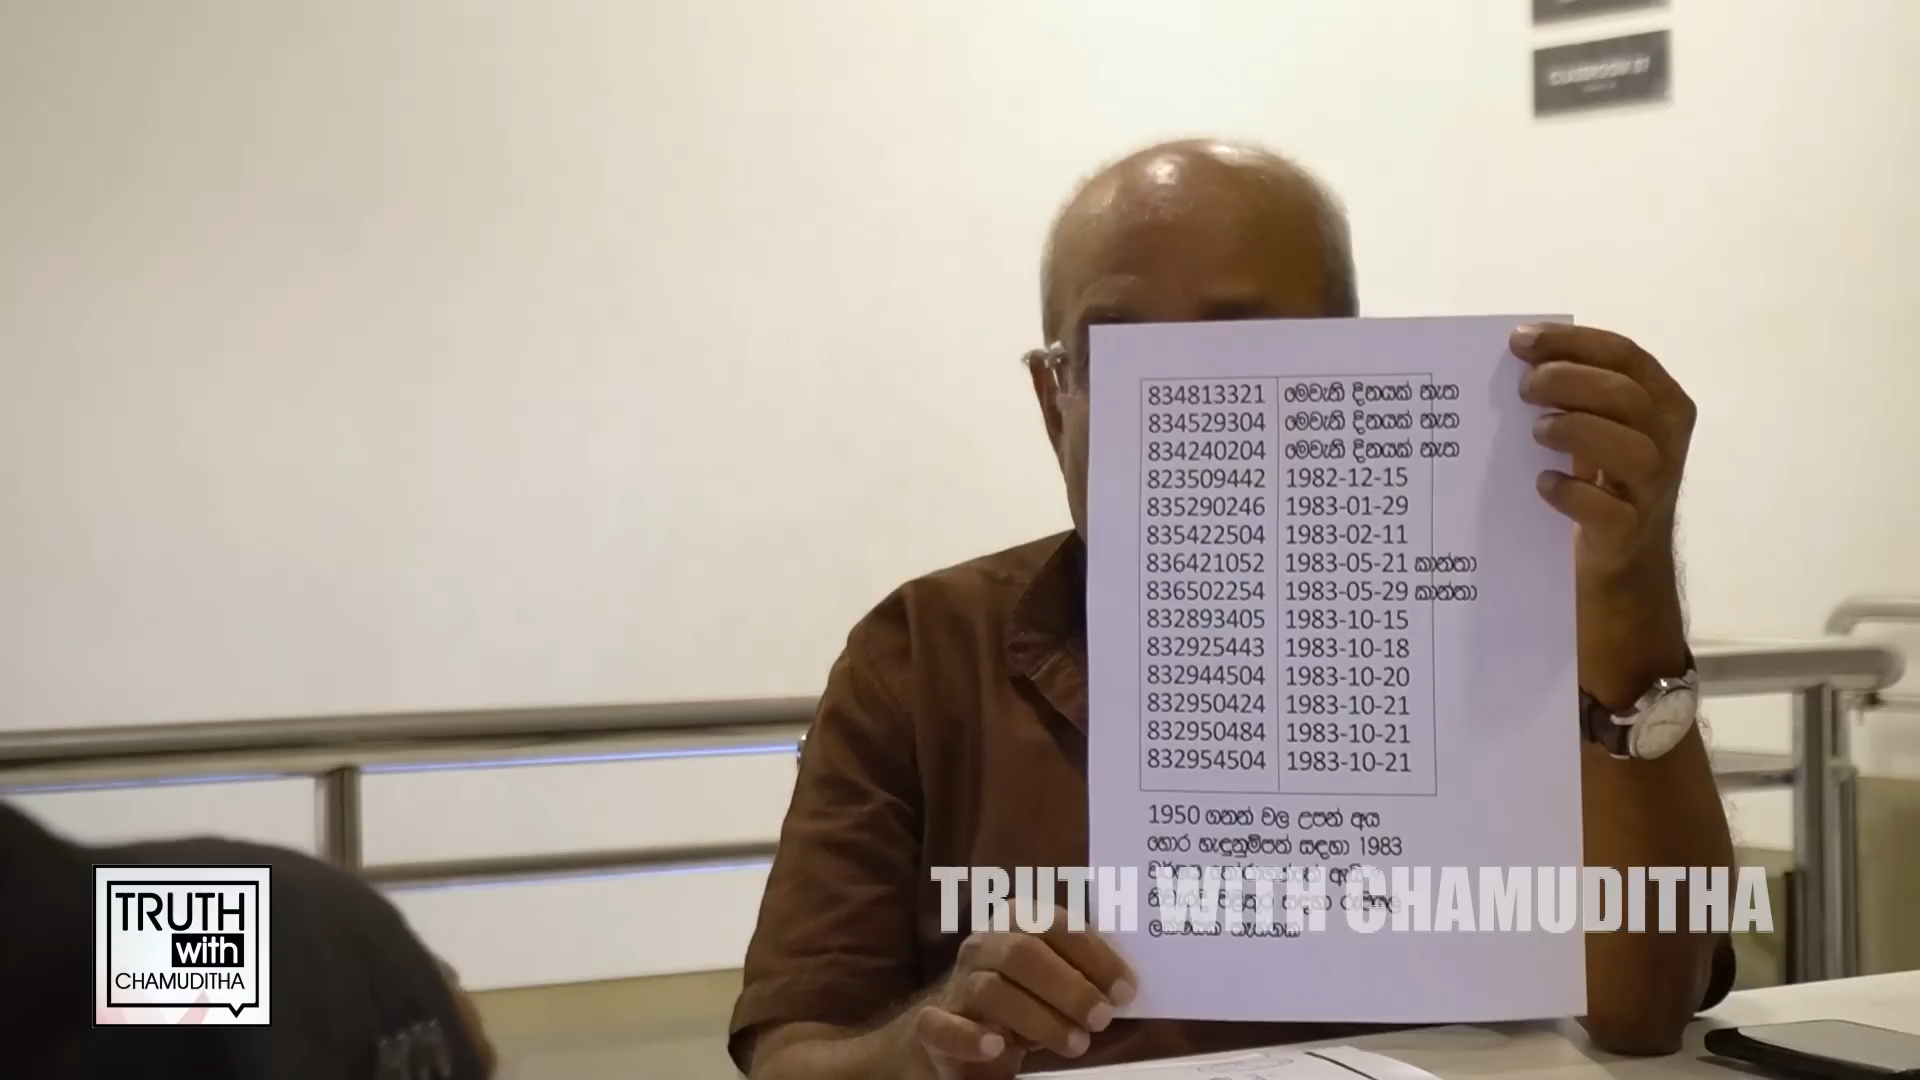 CLASSROOM 01
834813321 මෙවැනි දිනයක් නැත
834529304 මෙවැනි දිනයක් නැත
834240204 මෙවැනි දිනයක් නැත
823509442 1982-12-15
835290246 1983-01-29
835422504 1983-02-11
836421052 1983-05-21 කාන්තා
836502254 1983-05-29 කාන්තා
832893405 1983-10-15
832925443 1983-10-18
832944504 1983-10-20
832950424 1983-10-21
832950484 1983-10-21
832954504 1983-10-21
1950 ගනන් වල උපන් අය
හොර හැඳුනුම්පත් සඳහා 1983
TRUTH WITH CHAMUDITHA
TRUTH
with
CHAMUDITHA